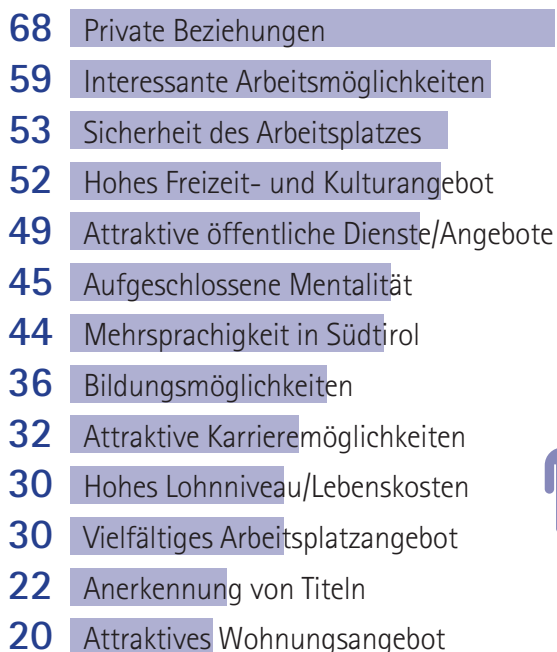 68 Private Beziehungen
59 Interessante Arbeitsmöglichkeiten
53 Sicherheit des Arbeitsplatzes
52 Hohes Freizeit- und Kulturangebot
49 Attraktive öffentliche Dienste/Angebote
45 Aufgeschlossene Mentalität
44 Mehrsprachigkeit in Südtirol
36 Bildungsmöglichkeiten
32 Attraktive Karrieremöglichkeiten
30 Hohes Lohnniveau/Lebenskosten
30 Vielfältiges Arbeitsplatzangebot
22 Anerkennung von Titeln
20 Attraktives Wohnungsangebot